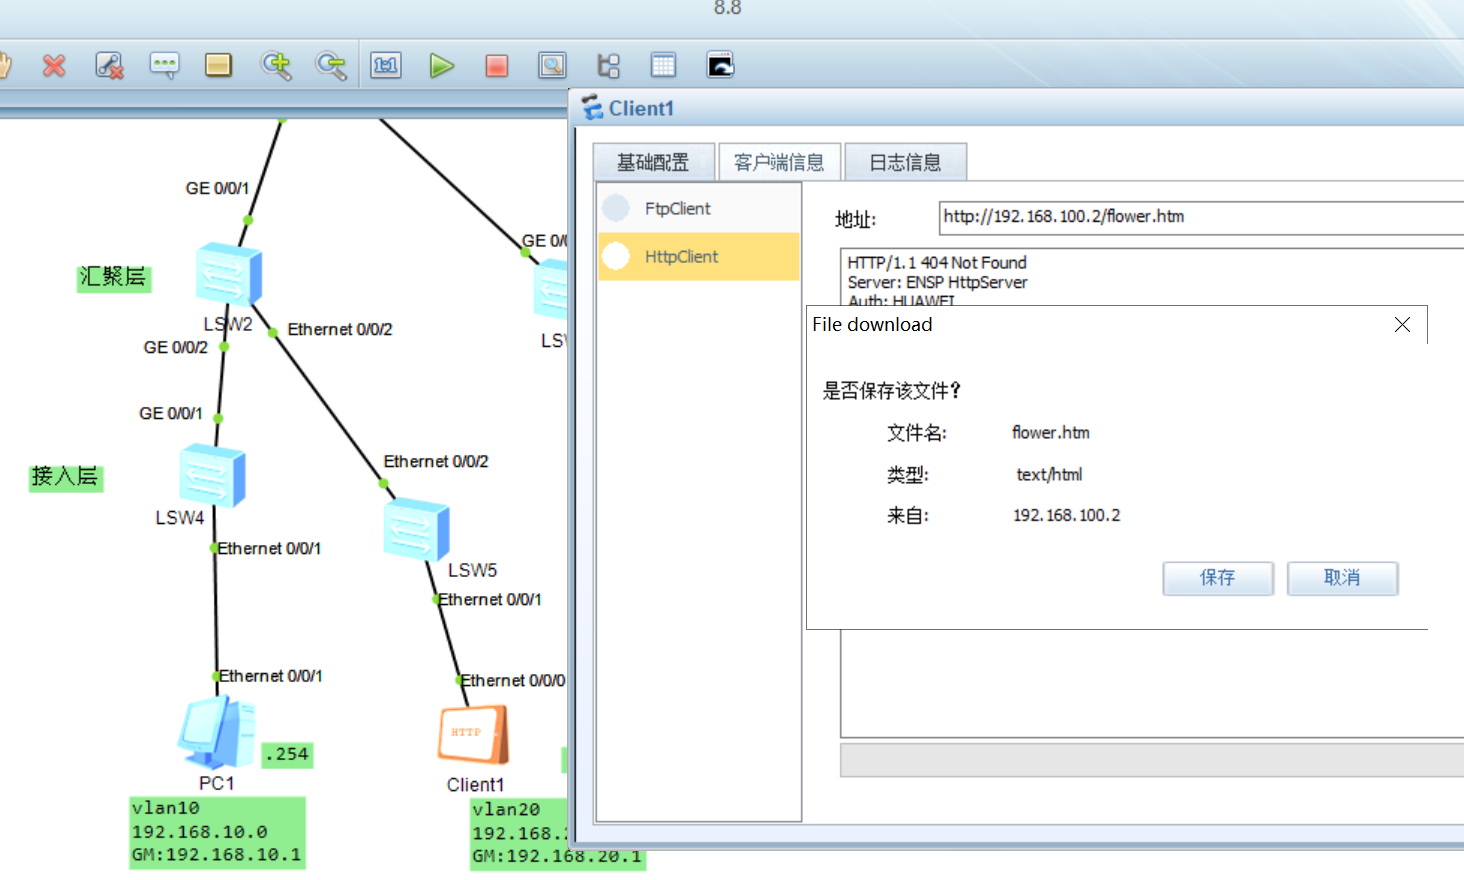 8.8
Client1
基础配置
客户端信息
日志信息
FtpClient
HttpClient
地址:
http://192.168.100.2/flower.htm
HTTP/1.1 404 Not Found
Server: ENSP HttpServer
Auth: HUAWEI
File download
是否保存该文件?
文件名:
flower.htm
类型:
text/html
来自:
192.168.100.2
保存
取消
GE 0/0/1
GE 0/0
汇聚层
LSW2
Ethernet 0/0/2
LSW
GE 0/0/2
GE 0/0/1
Ethernet 0/0/2
接入层
LSW4
Ethernet 0/0/1
LSW5
Ethernet 0/0/1
Ethernet 0/0/1
Ethernet 0/0/0
HTTP
.254
PC1
Client1
vlan10
192.168.10.0
GM:192.168.10.1
vlan20
192.168.2
GM:192.168.20.1
1:1